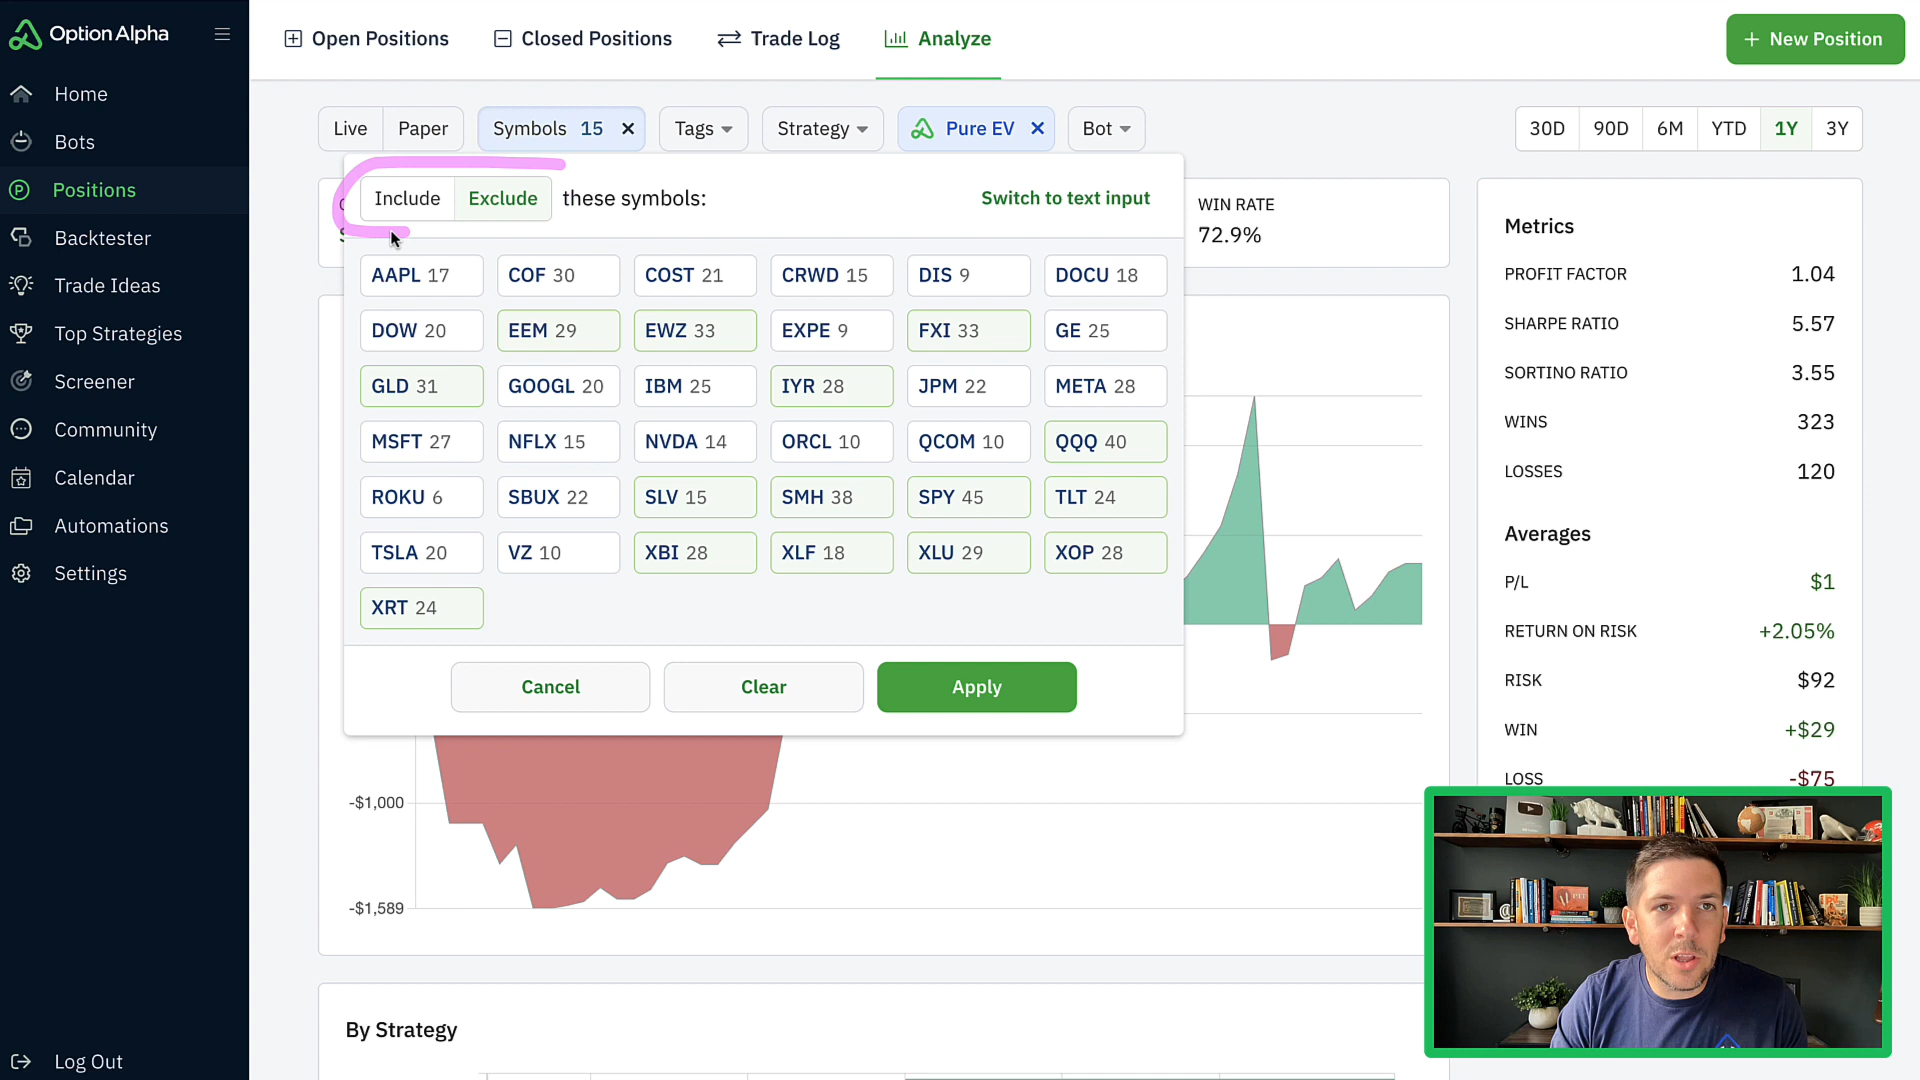 Option Alpha
Open Positions
Closed Positions
Trade Log
Analyze
+ New Position
Home
Bots
Positions
Backtester
Trade Ideas
Top Strategies
Screener
Community
Calendar
Automations
Settings
Log Out
Live
Paper
Symbols 15
Tags
Strategy
Pure EV
Bot
30D
90D
6M
YTD
1Y
3Y
Include
Exclude
these symbols:
Switch to text input
AAPL 17
COF 30
COST 21
CRWD 15
DIS 9
DOCU 18
DOW 20
EEM 29
EWZ 33
EXPE 9
FXI 33
GE 25
GLD 31
GOOGL 20
IBM 25
IYR 28
JPM 22
META 28
MSFT 27
NFLX 15
NVDA 14
ORCL 10
QCOM 10
QQQ 40
ROKU 6
SBUX 22
SLV 15
SMH 38
SPY 45
TLT 24
TSLA 20
VZ 10
XBI 28
XLF 18
XLU 29
XOP 28
XRT 24
Cancel
Clear
Apply
WIN RATE
72.9%
-$1,000
-$1,589
By Strategy
Metrics
PROFIT FACTOR 1.04
SHARPE RATIO 5.57
SORTINO RATIO 3.55
WINS 323
LOSSES 120
Averages
P/L $1
RETURN ON RISK +2.05%
RISK $92
WIN +$29
LOSS -$75